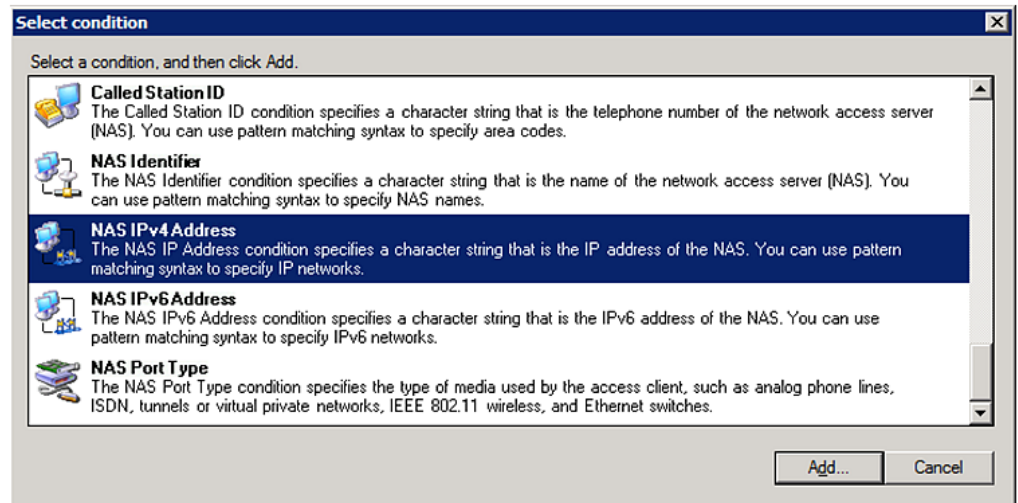 Select condition
Select a condition, and then click Add.
Called Station ID
The Called Station ID condition specifies a character string that is the telephone number of the network access server
(NAS). You can use pattern matching syntax to specify area codes.
NAS Identifier
The NAS Identifier condition specifies a character string that is the name of the network access server (NAS). You
can use pattern matching syntax to specify NAS names.
NAS IPv4 Address
The NAS IP Address condition specifies a character string that is the IP address of the NAS. You can use pattern
matching syntax to specify IP networks.
NAS IPv6 Address
The NAS IPv6 Address condition specifies a character string that is the IPv6 address of the NAS. You can use
pattern matching syntax to specify IPv6 networks.
NAS Port Type
The NAS Port Type condition specifies the type of media used by the access client, such as analog phone lines,
ISDN, tunnels or virtual private networks, IEEE 802.11 wireless, and Ethernet switches.
Add... Cancel